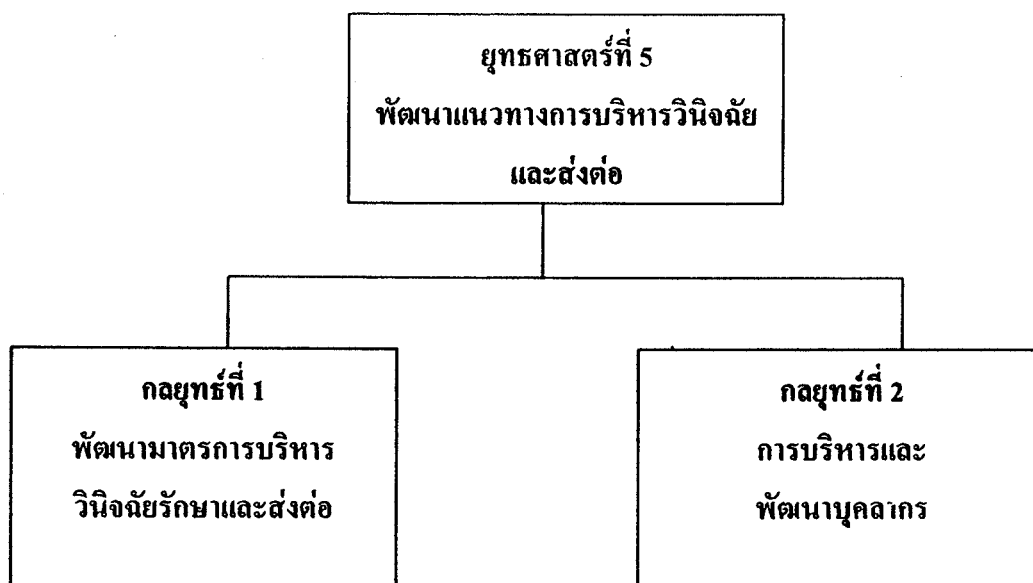 ยุทธศาสตร์ที่ 5
พัฒนาแนวทางการบริหารวินิจฉัย
และส่งต่อ
กลยุทธ์ที่ 1
พัฒนามาตรการบริหาร
วินิจฉัยรักษาและส่งต่อ
กลยุทธ์ที่ 2
การบริหารและ
พัฒนาบุคลากร